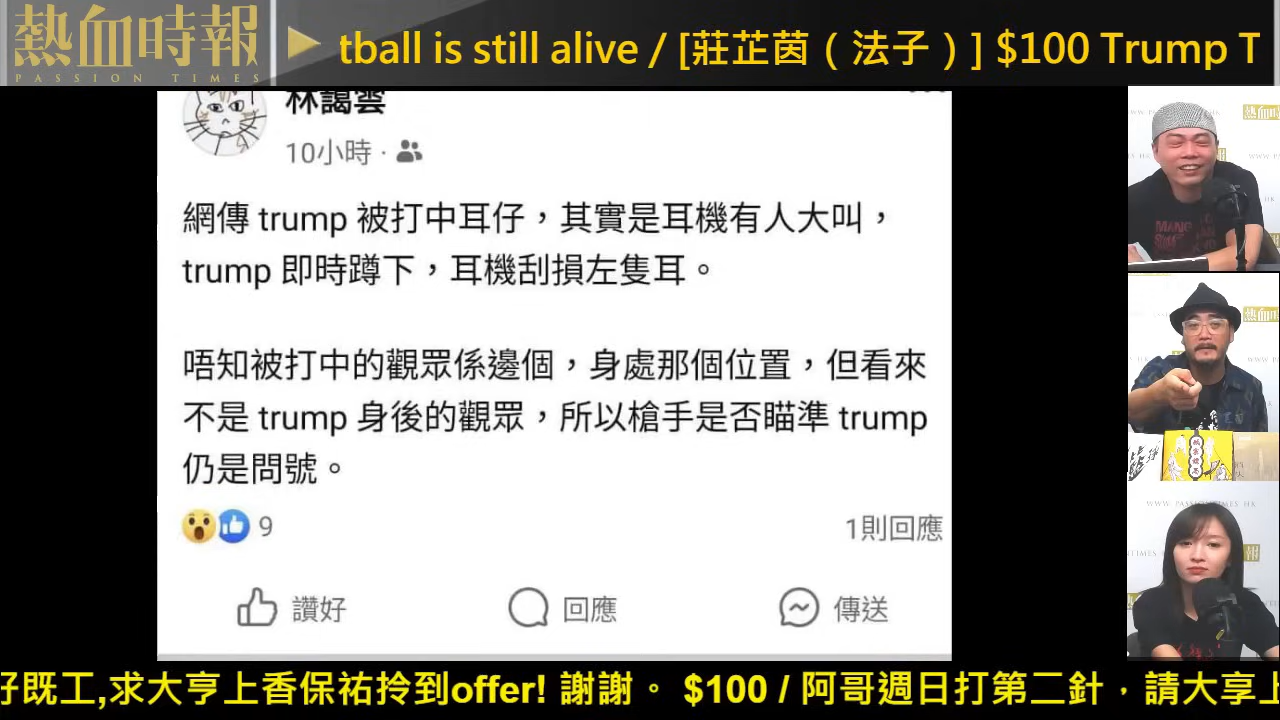 熱血時報
PASSION TIMES
tball is still alive / [莊芷茵（法子）] $100 Trump T
林謁雲
10小時 ·
網傳 trump 被打中耳仔，其實是耳機有人大叫，
trump 即時蹲下，耳機刮損左隻耳。
唔知被打中的觀眾係邊個，身處那個位置，但看來
不是 trump 身後的觀眾，所以槍手是否瞄準 trump
仍是問號。
9
1則回應
讚好
回應
傳送
WWW.PASSIONTIMES.HK
好既工,求大亨上香保祐拎到offer! 謝謝。 $100 / 阿哥週日打第二針，請大享上